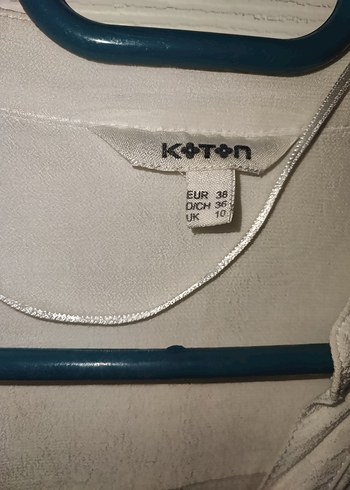 KOTON
EUR 38
D/CH 36
UK 10